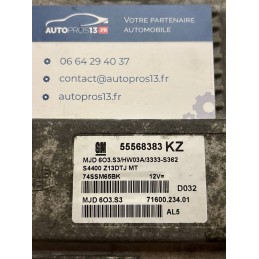 VOTRE PARTENAIRE
AUTOMOBILE
AUTOPROS13.FR
06 64 29 40 37
contact@autopros13.fr
autopros13.fr
GM
55568383 KZ
MJD 6O3.S3/HW03A/3333-S362
S4400 Z13DTJ MT
74SSM65BK 12V=
D032
MJD 6O3.S3 71600.234.01
AL5